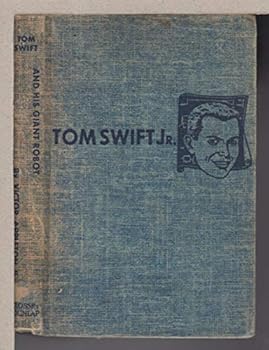 TOM
SWIFT
AND HIS GIANT ROBOT
BY VICTOR APPLETON II
GROSSET
DUNLAP
TOM SWIFT Jr.